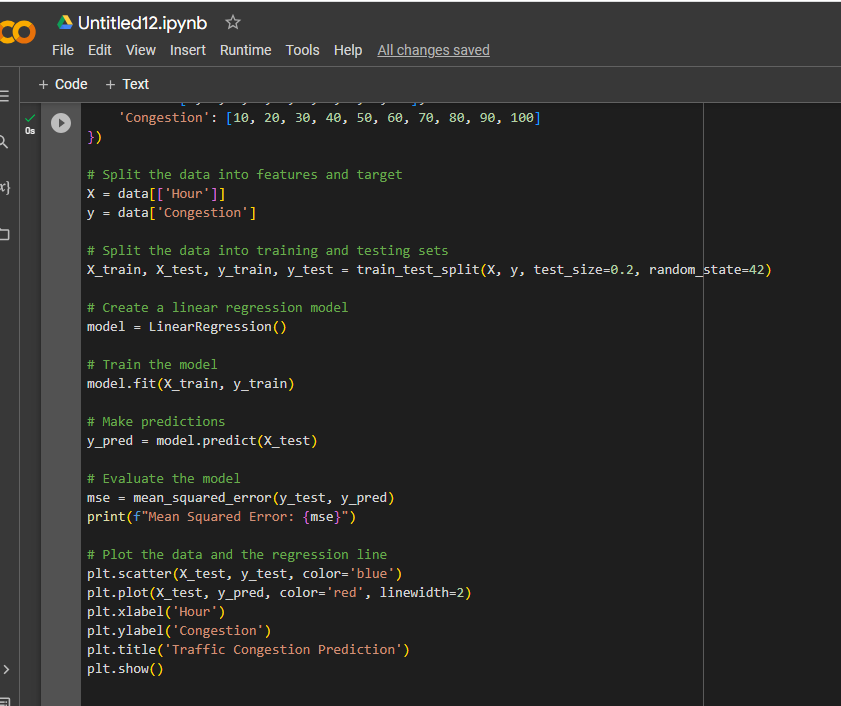 Untitled12.ipynb
File Edit View Insert Runtime Tools Help All changes saved
+ Code + Text
0s
'Congestion': [10, 20, 30, 40, 50, 60, 70, 80, 90, 100]
})
# Split the data into features and target
X = data[['Hour']]
y = data['Congestion']
# Split the data into training and testing sets
X_train, X_test, y_train, y_test = train_test_split(X, y, test_size=0.2, random_state=42)
# Create a linear regression model
model = LinearRegression()
# Train the model
model.fit(X_train, y_train)
# Make predictions
y_pred = model.predict(X_test)
# Evaluate the model
mse = mean_squared_error(y_test, y_pred)
print(f"Mean Squared Error: {mse}")
# Plot the data and the regression line
plt.scatter(X_test, y_test, color='blue')
plt.plot(X_test, y_pred, color='red', linewidth=2)
plt.xlabel('Hour')
plt.ylabel('Congestion')
plt.title('Traffic Congestion Prediction')
plt.show()